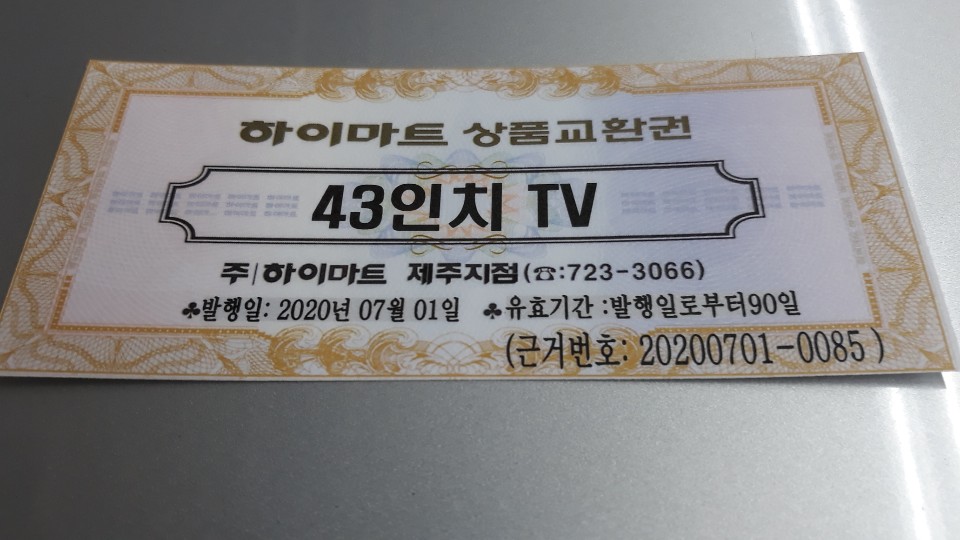 하이마트 상품교환권
43인치 TV
주|하이마트 제주지점(☎:723-3066)
♣발행일: 2020년 07월 01일 ♣유효기간 :발행일로부터90일
(근거번호: 20200701-0085 )